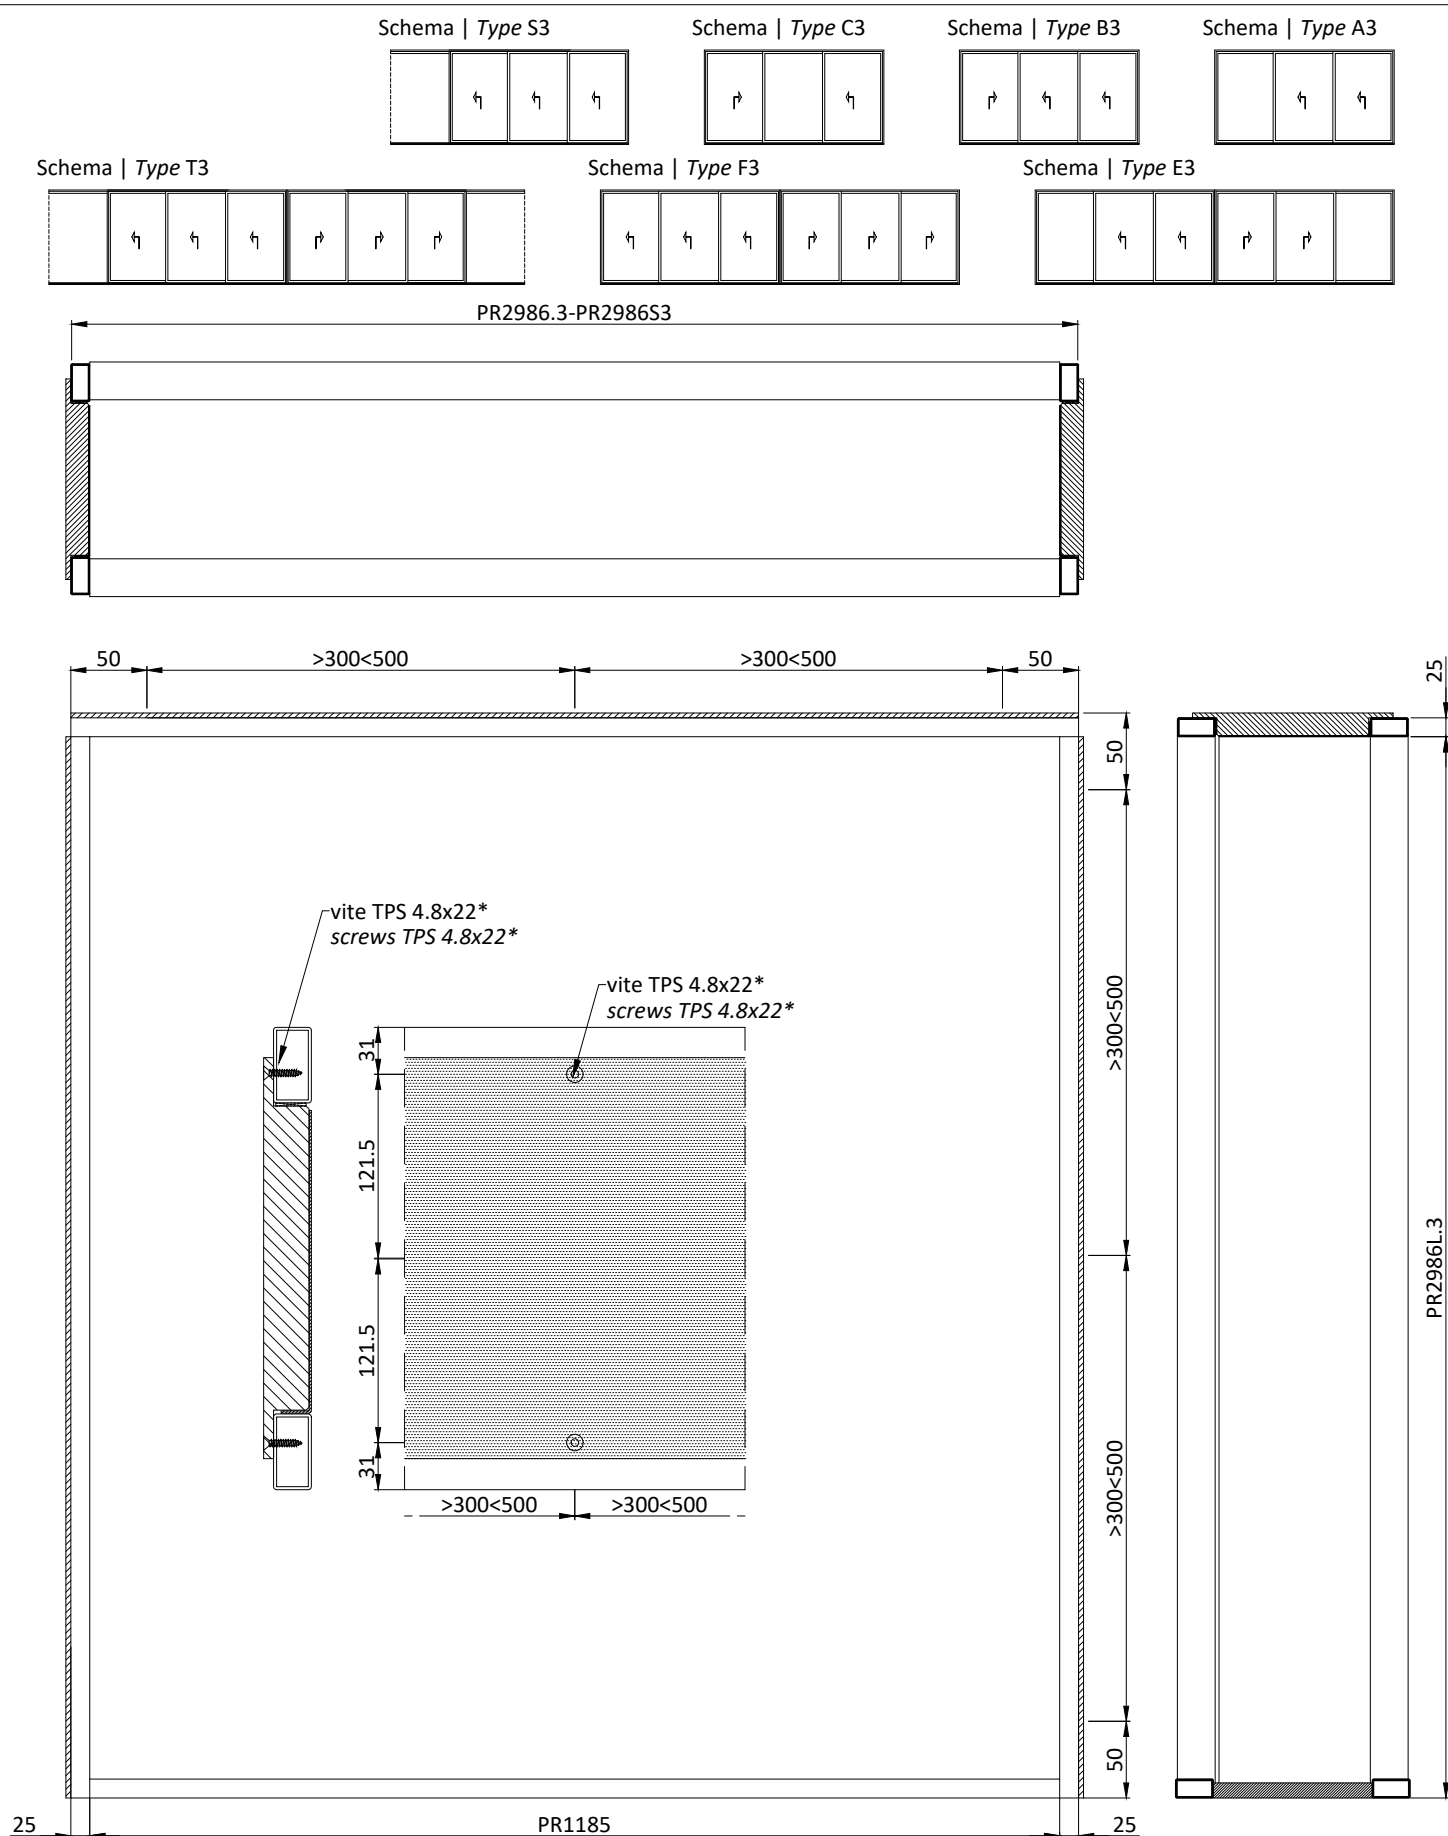 Schema | Type S3
Schema | Type C3
Schema | Type B3
Schema | Type A3
Schema | Type T3
Schema | Type F3
Schema | Type E3
PR2986.3-PR2986S3
50
>300<500
>300<500
50
25
50
vite TPS 4.8x22*
screws TPS 4.8x22*
vite TPS 4.8x22*
screws TPS 4.8x22*
>300<500
31
121.5
121.5
31
PR2986L.3
>300<500
>300<500
>300<500
50
25
PR1185
25